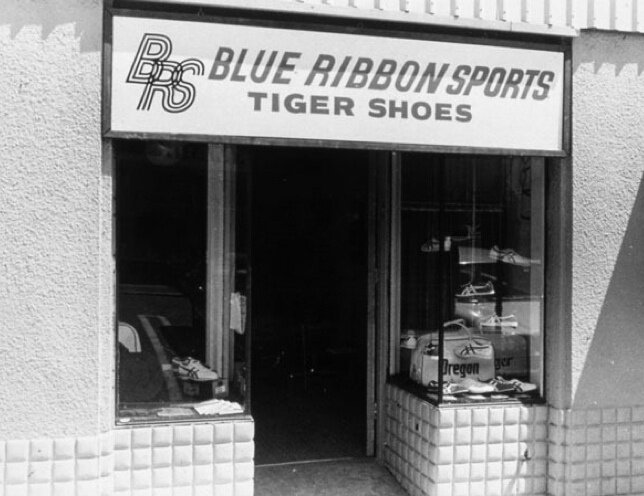 BRS
BLUE RIBBON SPORTS
TIGER SHOES
Oregon